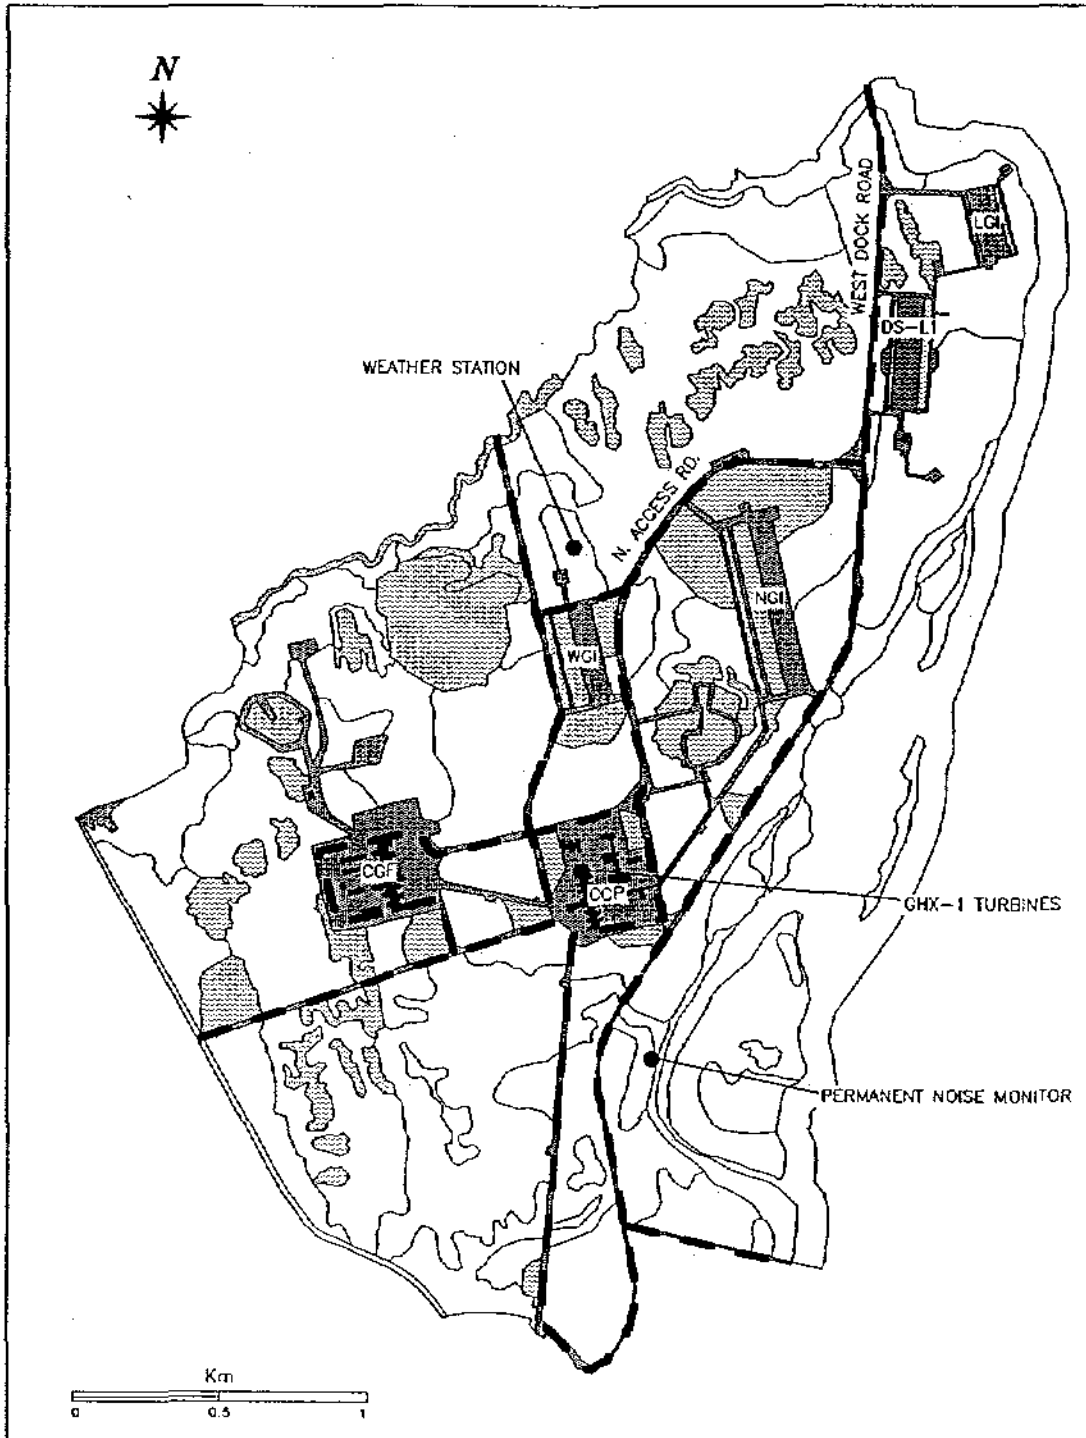 N
WEST DOCK ROAD
LGI
DS-L1
WEATHER STATION
N. ACCESS RD.
NGI
WGI
CGF
CCP
GHX-1 TURBINES
PERMANENT NOISE MONITOR
Km
0 0.5 1